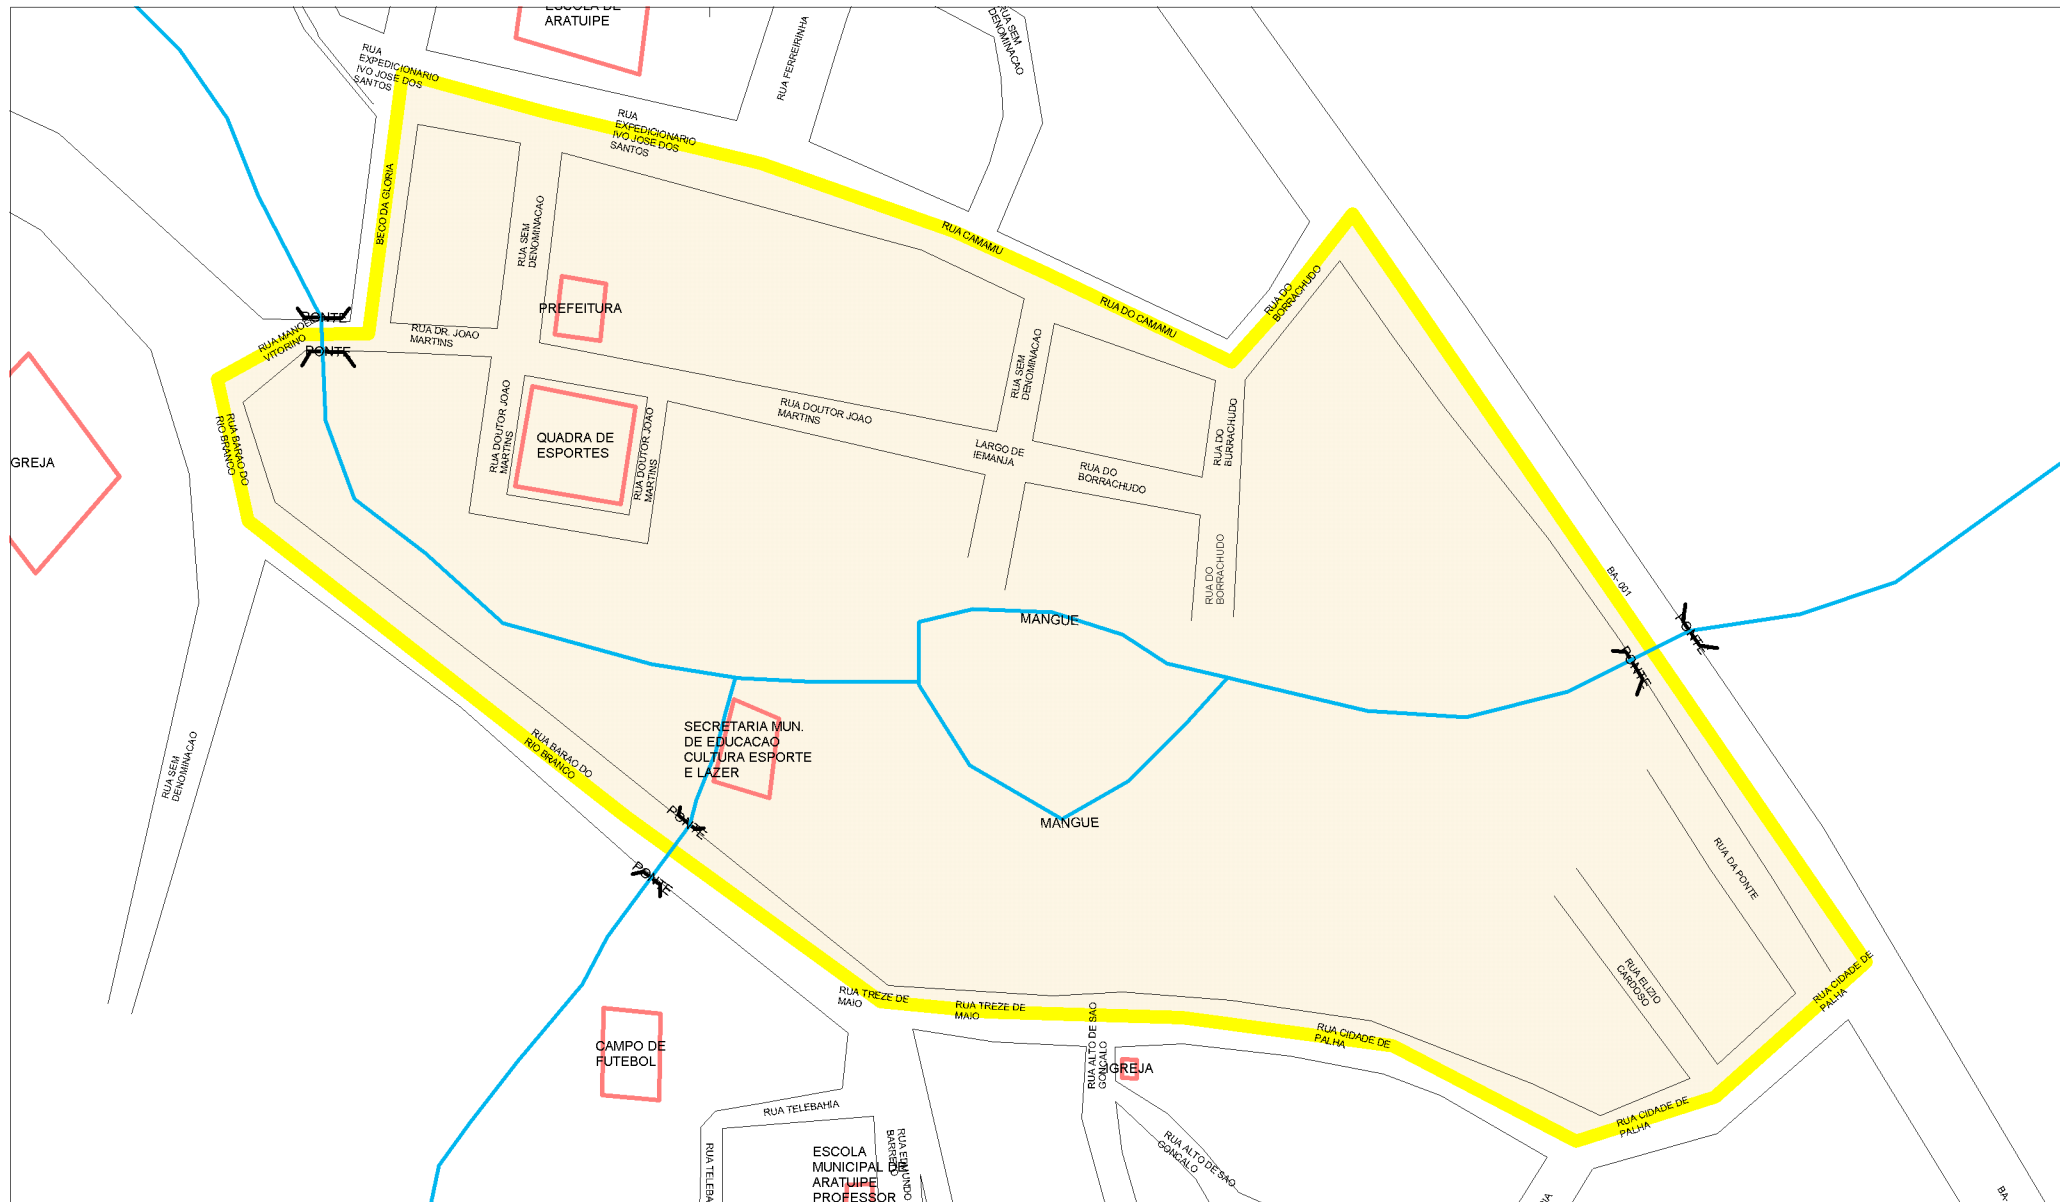 ESCOLA DE
ARATUIPE
RUA
EXPEDICIONARIO
IVO JOSE DOS
SANTOS
RUA FERREIRINHA
RUA SEM
DENOMINACAO
RUA
EXPEDICIONARIO
IVO JOSE DOS
SANTOS
BECO DA GLORIA
RUA SEM
DENOMINACAO
RUA CAMAMU
RUA DO CAMAMU
RUA DO
BORRACHUDO
PREFEITURA
PONTE
RUA MANOEL
VITORINO
PONTE
RUA DR. JOAO
MARTINS
RUA SEM
DENOMINACAO
RUA DOUTOR JOAO
MARTINS
RUA BARAO DO
RIO BRANCO
RUA DOUTOR JOAO
MARTINS
QUADRA DE
ESPORTES
RUA DOUTOR JOAO
MARTINS
LARGO DE
IEMANJA
RUA DO
BORRACHUDO
RUA DO
BURRACHUDO
GREJA
RUA DO
BORRACHUDO
BA- 001
MANGUE
PONTE
PONTE
SECRETARIA MUN.
DE EDUCACAO
CULTURA ESPORTE
E LAZER
RUA BARAO DO
RIO BRANCO
RUA SEM
DENOMINACAO
PONTE
PONTE
MANGUE
RUA DA PONTE
RUA ELIZIO
CARDOSO
RUA CIDADE DE
PALHA
RUA TREZE DE
MAIO
RUA TREZE DE
MAIO
RUA ALTO DE SAO
GONCALO
RUA CIDADE DE
PALHA
IGREJA
CAMPO DE
FUTEBOL
RUA TELEBAHIA
RUA CIDADE DE
PALHA
RUA TELEBA
RUA EDMUNDO
BARRETO
ESCOLA
MUNICIPAL DE
ARATUIPE
PROFESSOR
RUA ALTO DE SAO
GONCALO
BA-